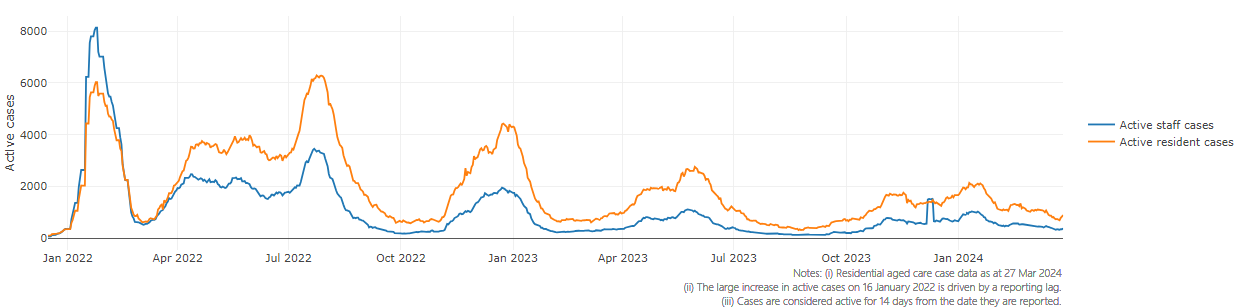 8000
6000
4000
2000
0
Active cases
Jan 2022
Apr 2022
Jul 2022
Oct 2022
Jan 2023
Apr 2023
Jul 2023
Oct 2023
Jan 2024
Active staff cases
Active resident cases
Notes: (i) Residential aged care case data as at 27 Mar 2024
(ii) The large increase in active cases on 16 January 2022 is driven by a reporting lag.
(iii) Cases are considered active for 14 days from the date they are reported.